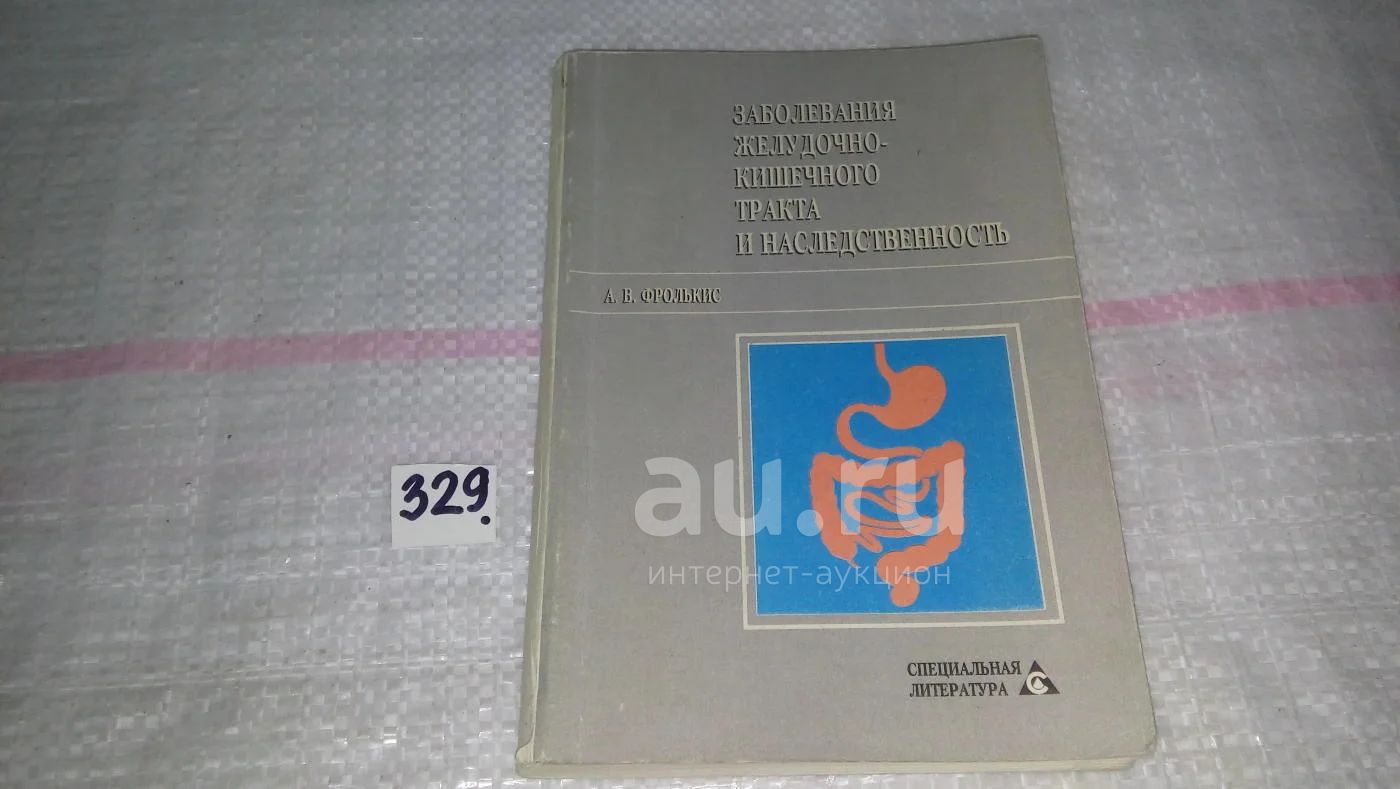 ЗАБОЛЕВАНИЯ
ЖЕЛУДОЧНО-
КИШЕЧНОГО
ТРАКТА
И НАСЛЕДСТВЕННОСТЬ
А. В. ФРОЛЬКИС
329.
au.ru
интернет-аукцион
СПЕЦИАЛЬНАЯ
ЛИТЕРАТУРА
С